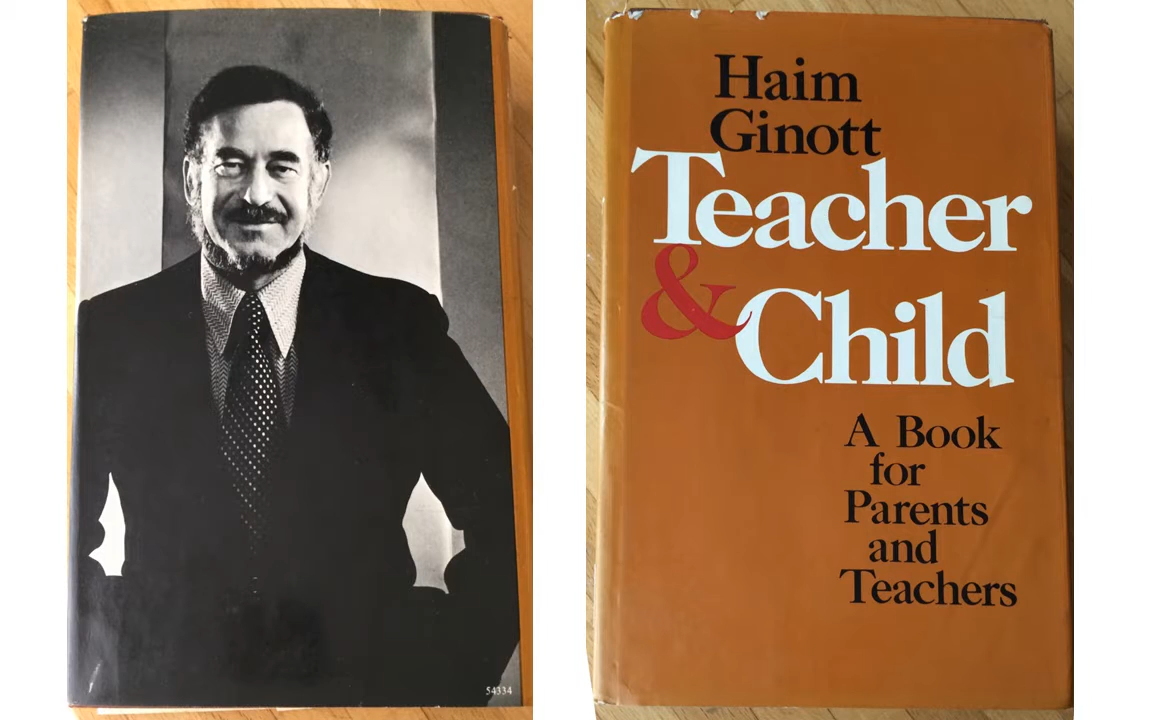 54334
Haim
Ginott
Teacher
& Child
A Book
for
Parents
and
Teachers